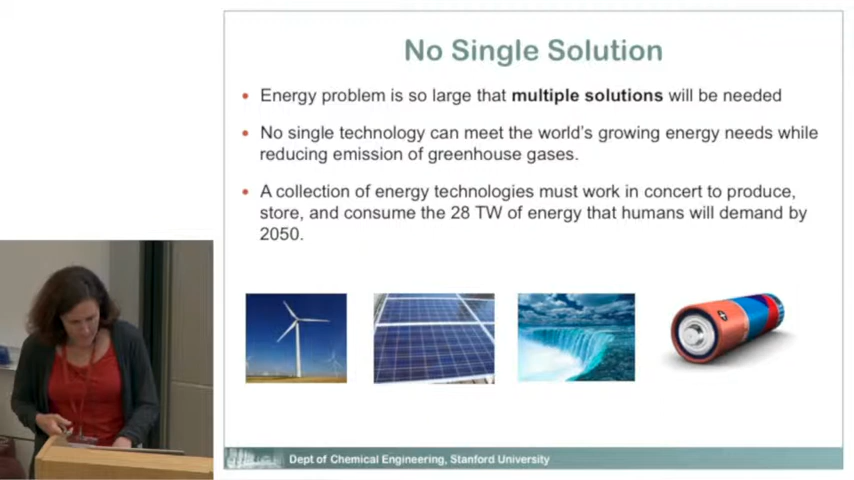 No Single Solution
• Energy problem is so large that multiple solutions will be needed
• No single technology can meet the world's growing energy needs while
reducing emission of greenhouse gases.
• A collection of energy technologies must work in concert to produce,
store, and consume the 28 TW of energy that humans will demand by
2050.
Dept of Chemical Engineering, Stanford University